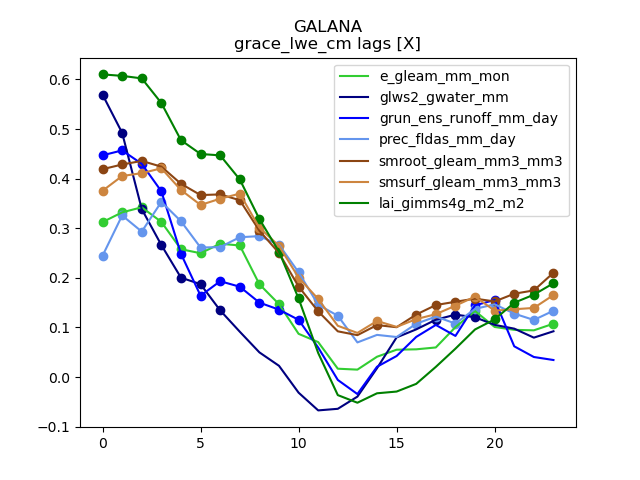 GALANA
grace_lwe_cm lags [X]
e_gleam_mm_mon
glws2_gwater_mm
grun_ens_runoff_mm_day
prec_fldas_mm_day
smroot_gleam_mm3_mm3
smsurf_gleam_mm3_mm3
lai_gimms4g_m2_m2
0.6
0.5
0.4
0.3
0.2
0.1
0.0
−0.1
0 5 10 15 20